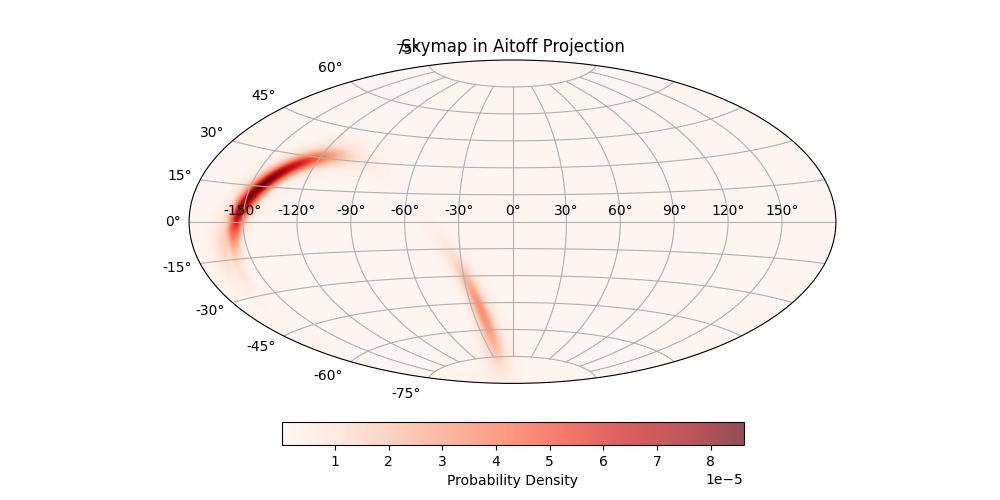 75°
Skymap in Aitoff Projection
60°
45°
30°
15°
-150° -120° -90° -60° -30° 0° 30° 60° 90° 120° 150°
0°
-15°
-30°
-45°
-60°
-75°
1 2 3 4 5 6 7 8
1e−5
Probability Density